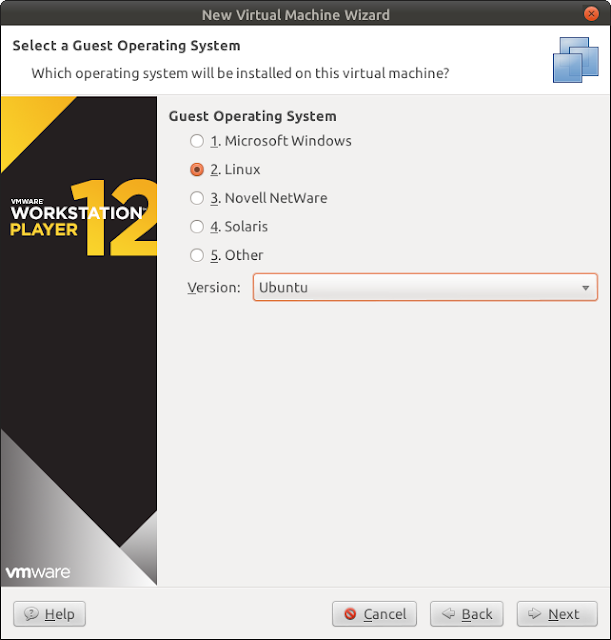 New Virtual Machine Wizard
Select a Guest Operating System
Which operating system will be installed on this virtual machine?
VMWARE
WORKSTATION™
PLAYER 12
Guest Operating System
1. Microsoft Windows
2. Linux
3. Novell NetWare
4. Solaris
5. Other
Version: Ubuntu
vmware
Help Cancel Back Next